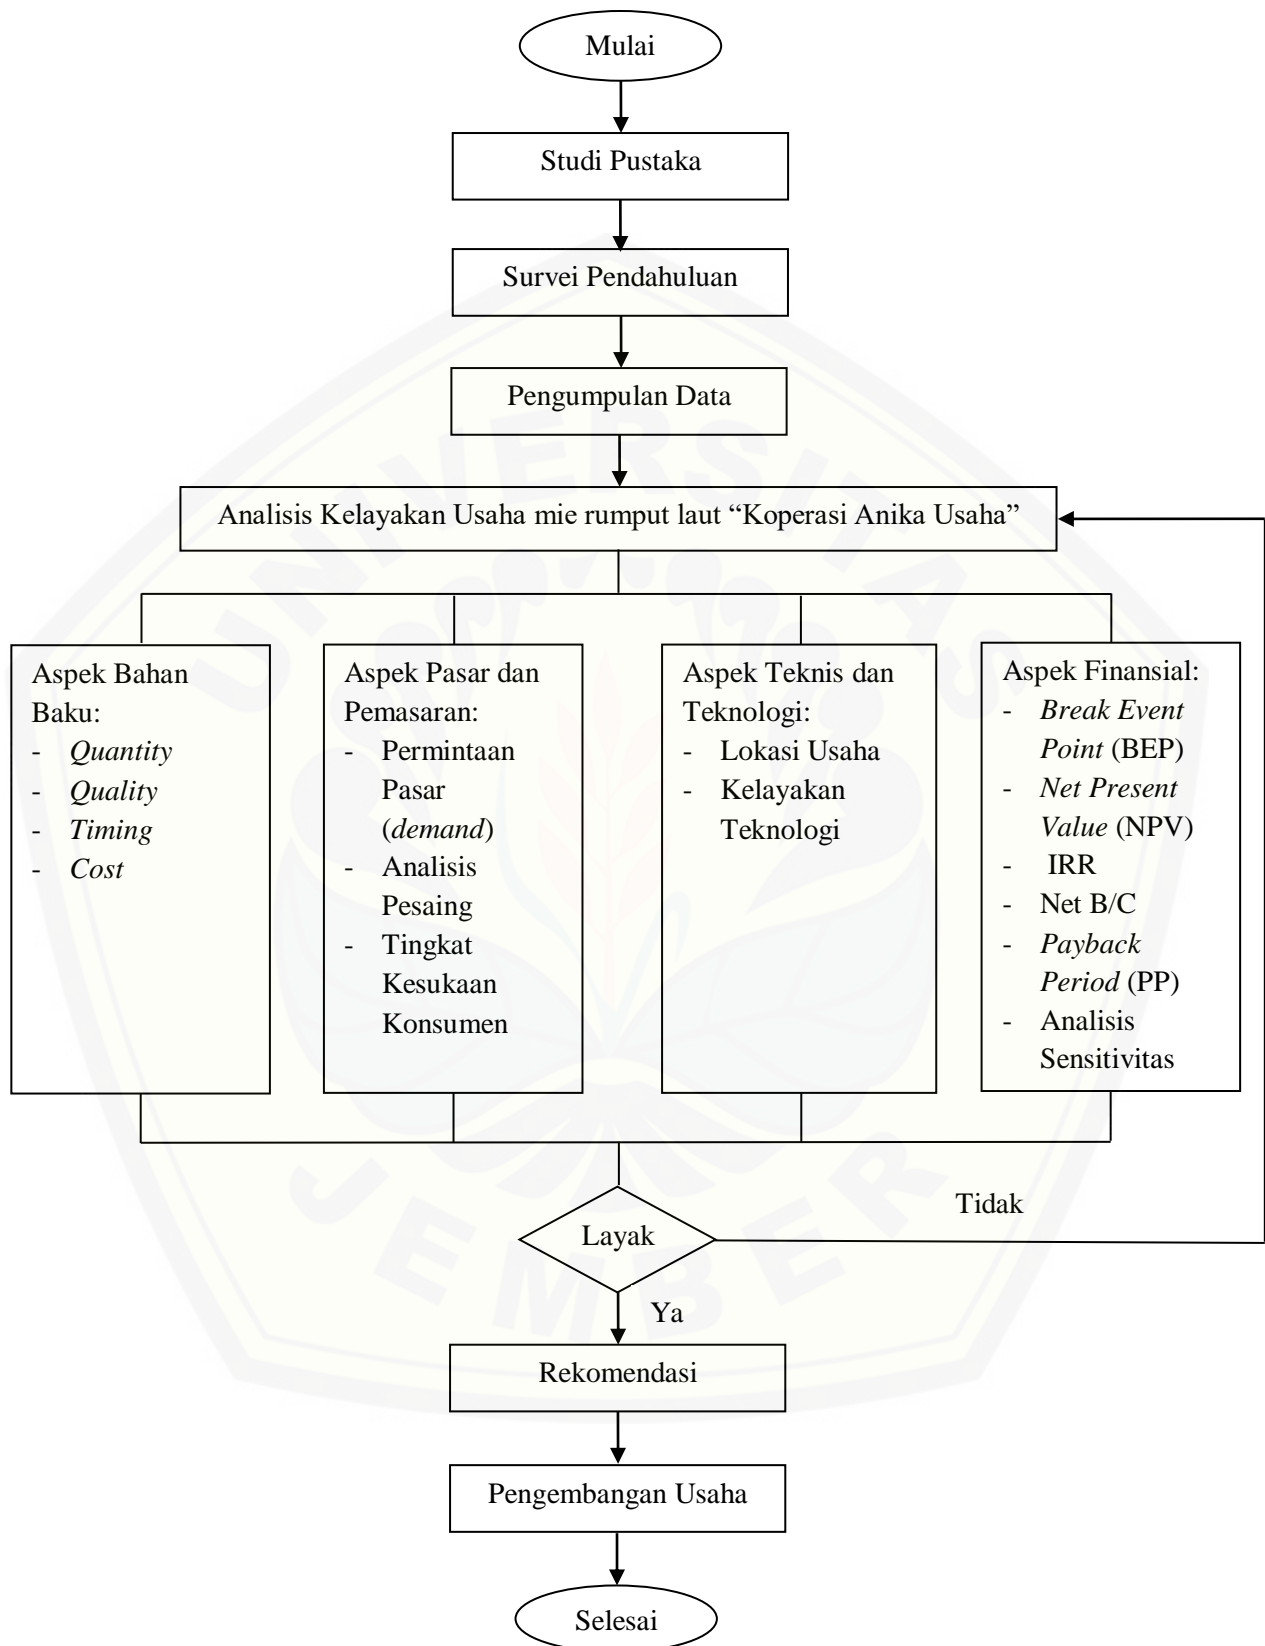 Mulai
Studi Pustaka
Survei Pendahuluan
Pengumpulan Data
Analisis Kelayakan Usaha mie rumput laut “Koperasi Anika Usaha”
Aspek Bahan
Baku:
- Quantity
- Quality
- Timing
- Cost
Aspek Pasar dan
Pemasaran:
- Permintaan
Pasar
(demand)
- Analisis
Pesaing
- Tingkat
Kesukaan
Konsumen
Aspek Teknis dan
Teknologi:
- Lokasi Usaha
- Kelayakan
Teknologi
Aspek Finansial:
- Break Event
Point (BEP)
- Net Present
Value (NPV)
- IRR
- Net B/C
- Payback
Period (PP)
- Analisis
Sensitivitas
Layak
Tidak
Ya
Rekomendasi
Pengembangan Usaha
Selesai
UNIVERSITAS
JEMBER